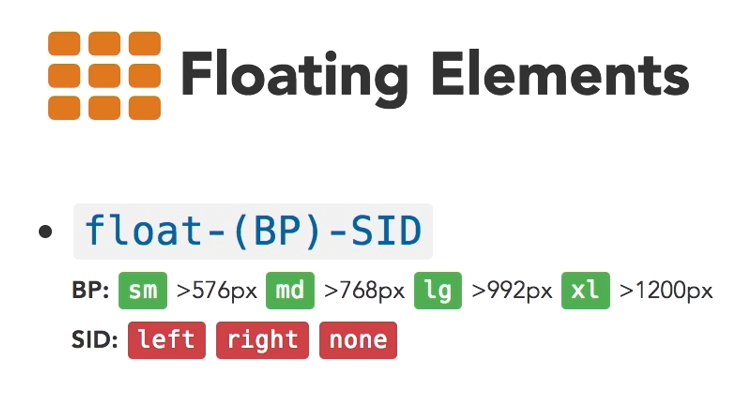 Floating Elements
• float-(BP)-SID
BP: sm >576px md >768px lg >992px xl >1200px
SID: left right none